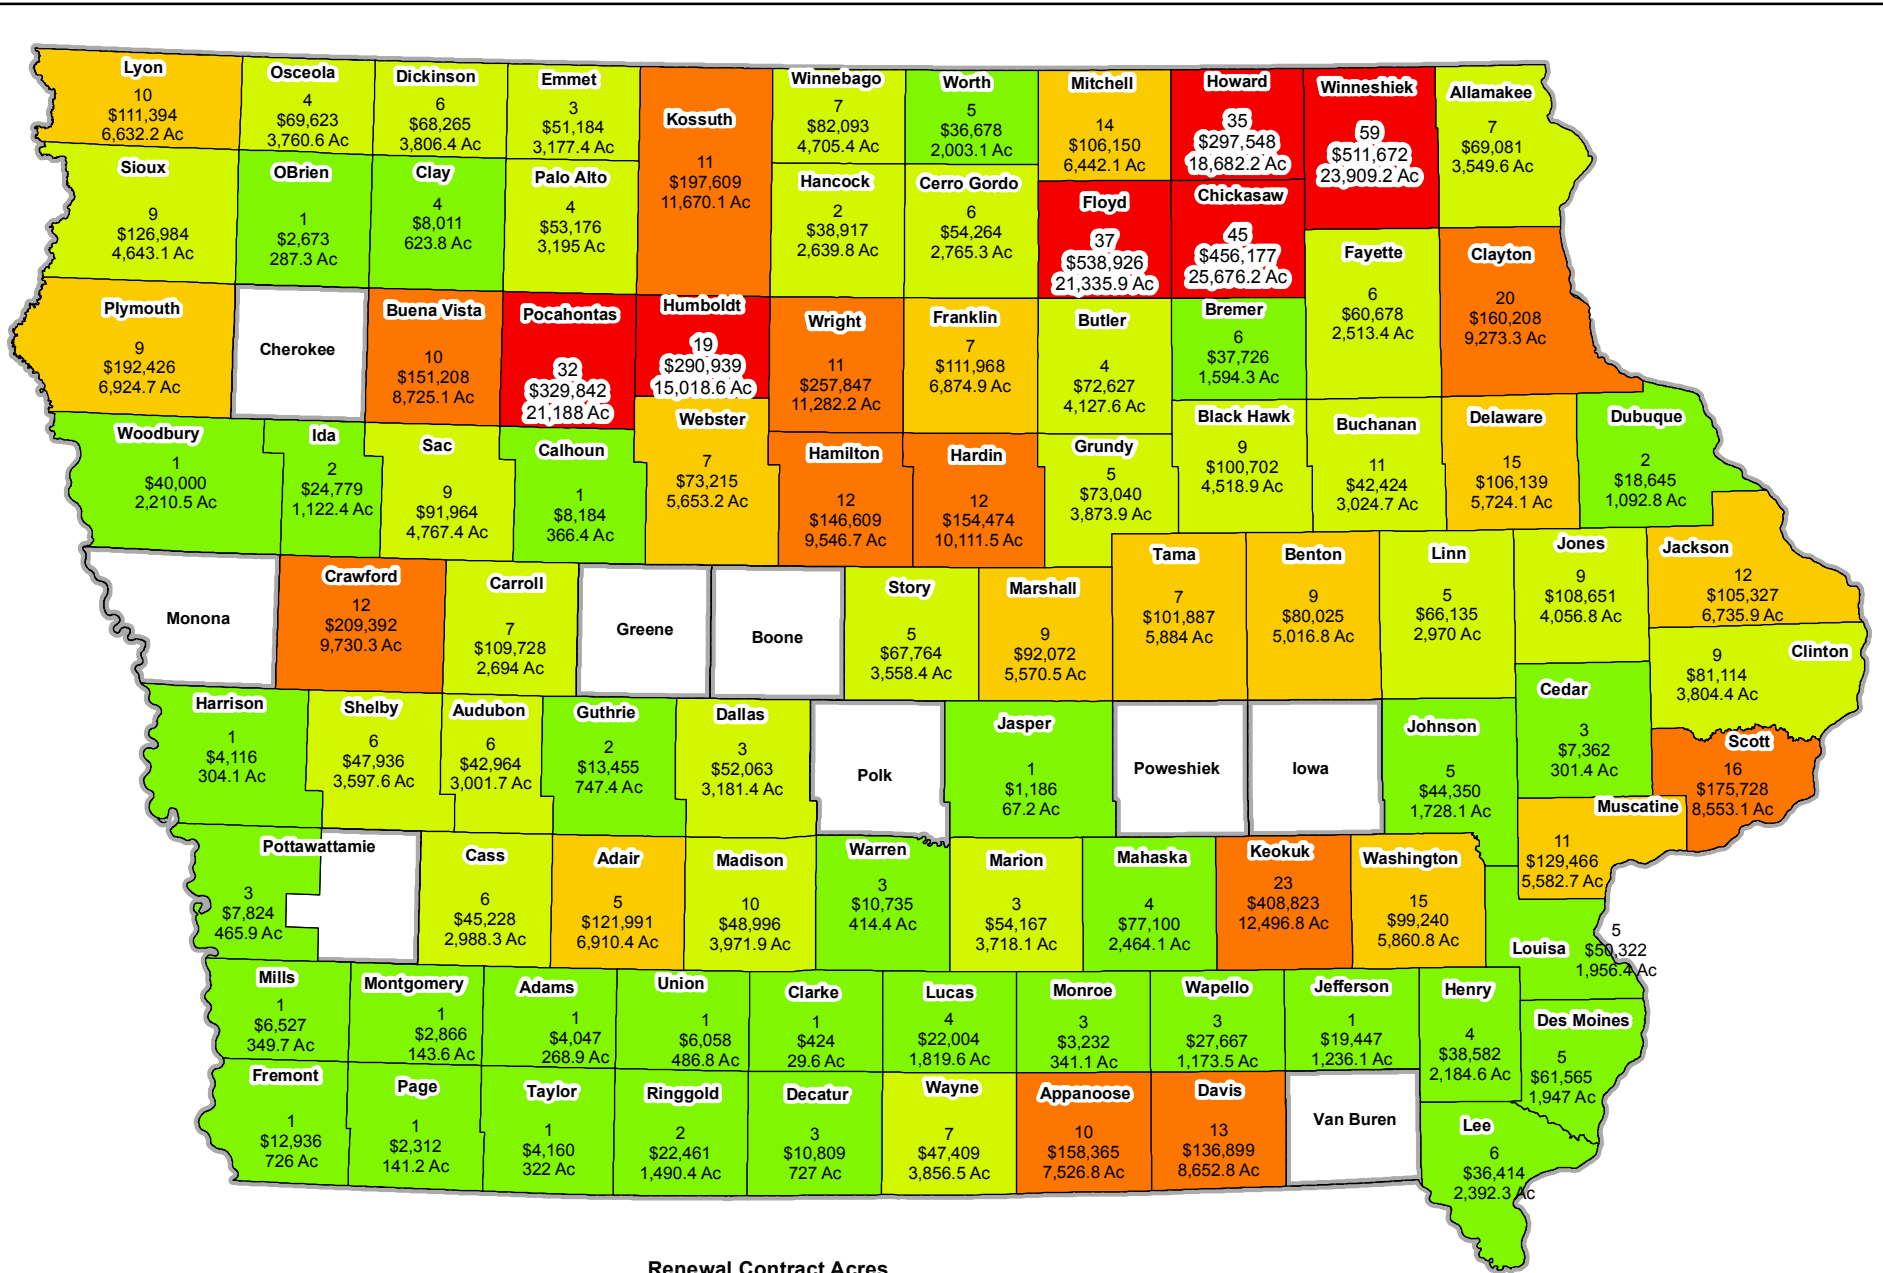 Lyon
10
$111,394
6,632.2 Ac
Osceola
4
$69,623
3,760.6 Ac
Dickinson
6
$68,265
3,806.4 Ac
Emmet
3
$51,184
3,177.4 Ac
Kossuth
11
$197,609
11,670.1 Ac
Winnebago
7
$82,093
4,705.4 Ac
Worth
5
$36,678
2,003.1 Ac
Mitchell
14
$106,150
6,442.1 Ac
Howard
35
$297,548
18,682.2 Ac
Winneshiek
59
$511,672
23,909.2 Ac
Allamakee
7
$69,081
3,549.6 Ac
Sioux
9
$126,984
4,643.1 Ac
OBrien
1
$2,673
287.3 Ac
Clay
4
$8,011
623.8 Ac
Palo Alto
4
$53,176
3,195 Ac
Hancock
2
$38,917
2,639.8 Ac
Cerro Gordo
6
$54,264
2,765.3 Ac
Floyd
37
$538,926
21,335.9 Ac
Chickasaw
45
$456,177
25,676.2 Ac
Fayette
6
$60,678
2,513.4 Ac
Clayton
20
$160,208
9,273.3 Ac
Plymouth
9
$192,426
6,924.7 Ac
Cherokee
Buena Vista
10
$151,208
8,725.1 Ac
Pocahontas
32
$329,842
21,188 Ac
Humboldt
19
$290,939
15,018.6 Ac
Wright
11
$257,847
11,282.2 Ac
Franklin
7
$111,968
6,874.9 Ac
Butler
4
$72,627
4,127.6 Ac
Bremer
6
$37,726
1,594.3 Ac
Woodbury
1
$40,000
2,210.5 Ac
Ida
2
$24,779
1,122.4 Ac
Sac
9
$91,964
4,767.4 Ac
Calhoun
1
$8,184
366.4 Ac
Webster
7
$73,215
5,653.2 Ac
Hamilton
12
$146,609
9,546.7 Ac
Hardin
12
$154,474
10,111.5 Ac
Grundy
5
$73,040
3,873.9 Ac
Black Hawk
9
$100,702
4,518.9 Ac
Buchanan
11
$42,424
3,024.7 Ac
Delaware
15
$106,139
5,724.1 Ac
Dubuque
2
$18,645
1,092.8 Ac
Monona
Crawford
12
$209,392
9,730.3 Ac
Carroll
7
$109,728
2,694 Ac
Greene
Boone
Story
5
$67,764
3,558.4 Ac
Marshall
9
$92,072
5,570.5 Ac
Tama
7
$101,887
5,884 Ac
Benton
9
$80,025
5,016.8 Ac
Linn
5
$66,135
2,970 Ac
Jones
9
$108,651
4,056.8 Ac
Jackson
12
$105,327
6,735.9 Ac
Clinton
9
$81,114
3,804.4 Ac
Harrison
1
$4,116
304.1 Ac
Shelby
6
$47,936
3,597.6 Ac
Audubon
6
$42,964
3,001.7 Ac
Guthrie
2
$13,455
747.4 Ac
Dallas
3
$52,063
3,181.4 Ac
Polk
Jasper
1
$1,186
67.2 Ac
Poweshiek
Iowa
Johnson
5
$44,350
1,728.1 Ac
Cedar
3
$7,362
301.4 Ac
Scott
16
$175,728
8,553.1 Ac
Muscatine
11
$129,466
5,582.7 Ac
Pottawattamie
3
$7,824
465.9 Ac
Cass
6
$45,228
2,988.3 Ac
Adair
5
$121,991
6,910.4 Ac
Madison
10
$48,996
3,971.9 Ac
Warren
3
$10,735
414.4 Ac
Marion
3
$54,167
3,718.1 Ac
Mahaska
4
$77,100
2,464.1 Ac
Keokuk
23
$408,823
12,496.8 Ac
Washington
15
$99,240
5,860.8 Ac
Louisa
5
$50,322
1,956.4 Ac
Mills
1
$6,527
349.7 Ac
Montgomery
1
$2,866
143.6 Ac
Adams
1
$4,047
268.9 Ac
Union
1
$6,058
486.8 Ac
Clarke
1
$424
29.6 Ac
Lucas
4
$22,004
1,819.6 Ac
Monroe
3
$3,232
341.1 Ac
Wapello
3
$27,667
1,173.5 Ac
Jefferson
1
$19,447
1,236.1 Ac
Henry
4
$38,582
2,184.6 Ac
Des Moines
5
$61,565
1,947 Ac
Fremont
1
$12,936
726 Ac
Page
1
$2,312
141.2 Ac
Taylor
1
$4,160
322 Ac
Ringgold
2
$22,461
1,490.4 Ac
Decatur
3
$10,809
727 Ac
Wayne
7
$47,409
3,856.5 Ac
Appanoose
10
$158,365
7,526.8 Ac
Davis
13
$136,899
8,652.8 Ac
Van Buren
Lee
6
$36,414
2,392.3 Ac
Renewal Contract Acres